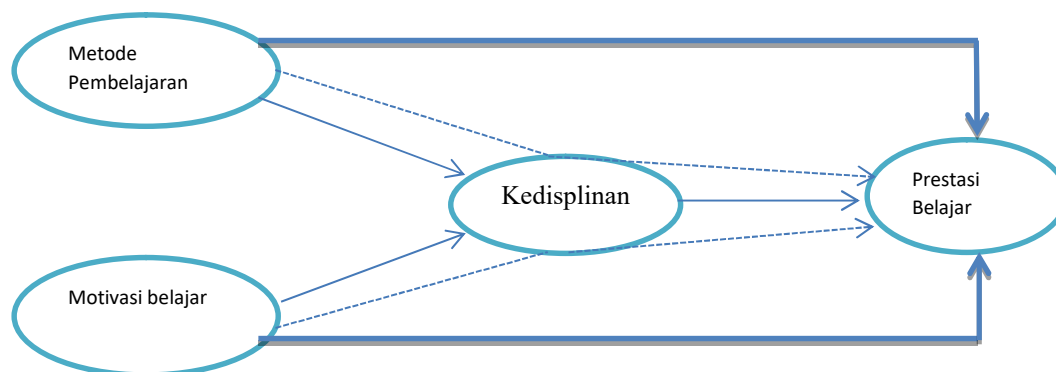 Metode
Pembelajaran
Kedisplinan
Prestasi
Belajar
Motivasi belajar